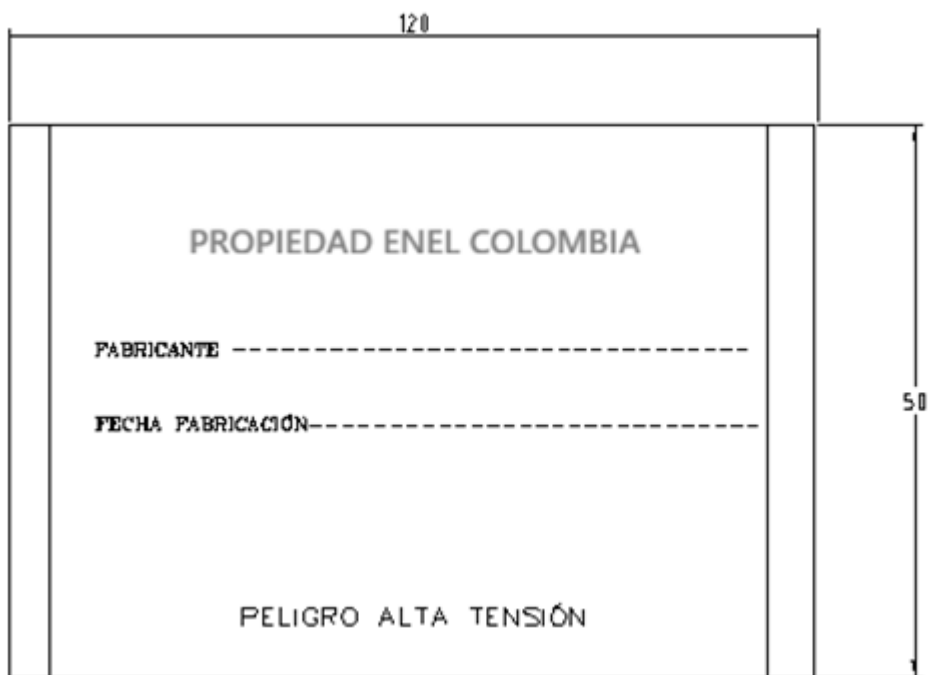 120
PROPIEDAD ENEL COLOMBIA
FABRICANTE --------------------------------
50
FECHA FABRICACIÓN----------------------------
PELIGRO ALTA TENSIÓN